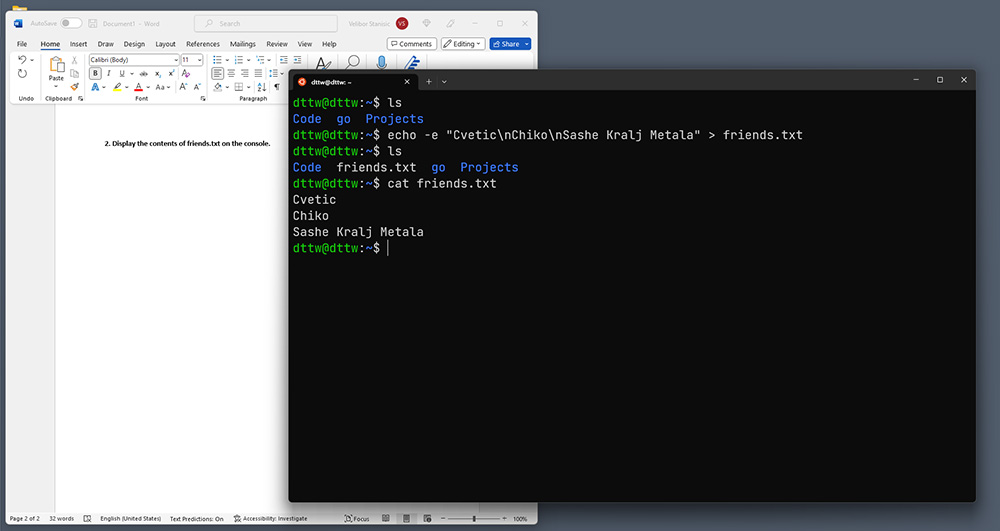 AutoSave
Document1 - Word
Search
Velibor Stanisic
VS
File Home Insert Draw Design Layout References Mailings Review View Help
Comments
Editing
Share
Calibri (Body)
11
Paste
B I U ab x₂ x²
A A Aa A A
Undo Clipboard Font Paragraph
2. Display the contents of friends.txt on the console.
Page 2 of 2 32 words English (United States) Text Predictions: On Accessibility: Investigate Focus 100%
dttw@dttw: ~
dttw@dttw:~$ ls
Code go Projects
dttw@dttw:~$ echo -e "Cvetic\nChiko\nSashe Kralj Metala" > friends.txt
dttw@dttw:~$ ls
Code friends.txt go Projects
dttw@dttw:~$ cat friends.txt
Cvetic
Chiko
Sashe Kralj Metala
dttw@dttw:~$